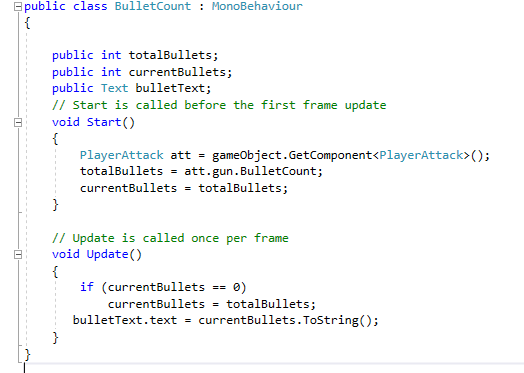 public class BulletCount : MonoBehaviour
{
public int totalBullets;
public int currentBullets;
public Text bulletText;
// Start is called before the first frame update
void Start()
{
PlayerAttack att = gameObject.GetComponent<PlayerAttack>();
totalBullets = att.gun.BulletCount;
currentBullets = totalBullets;
}
// Update is called once per frame
void Update()
{
if (currentBullets == 0)
currentBullets = totalBullets;
bulletText.text = currentBullets.ToString();
}
}